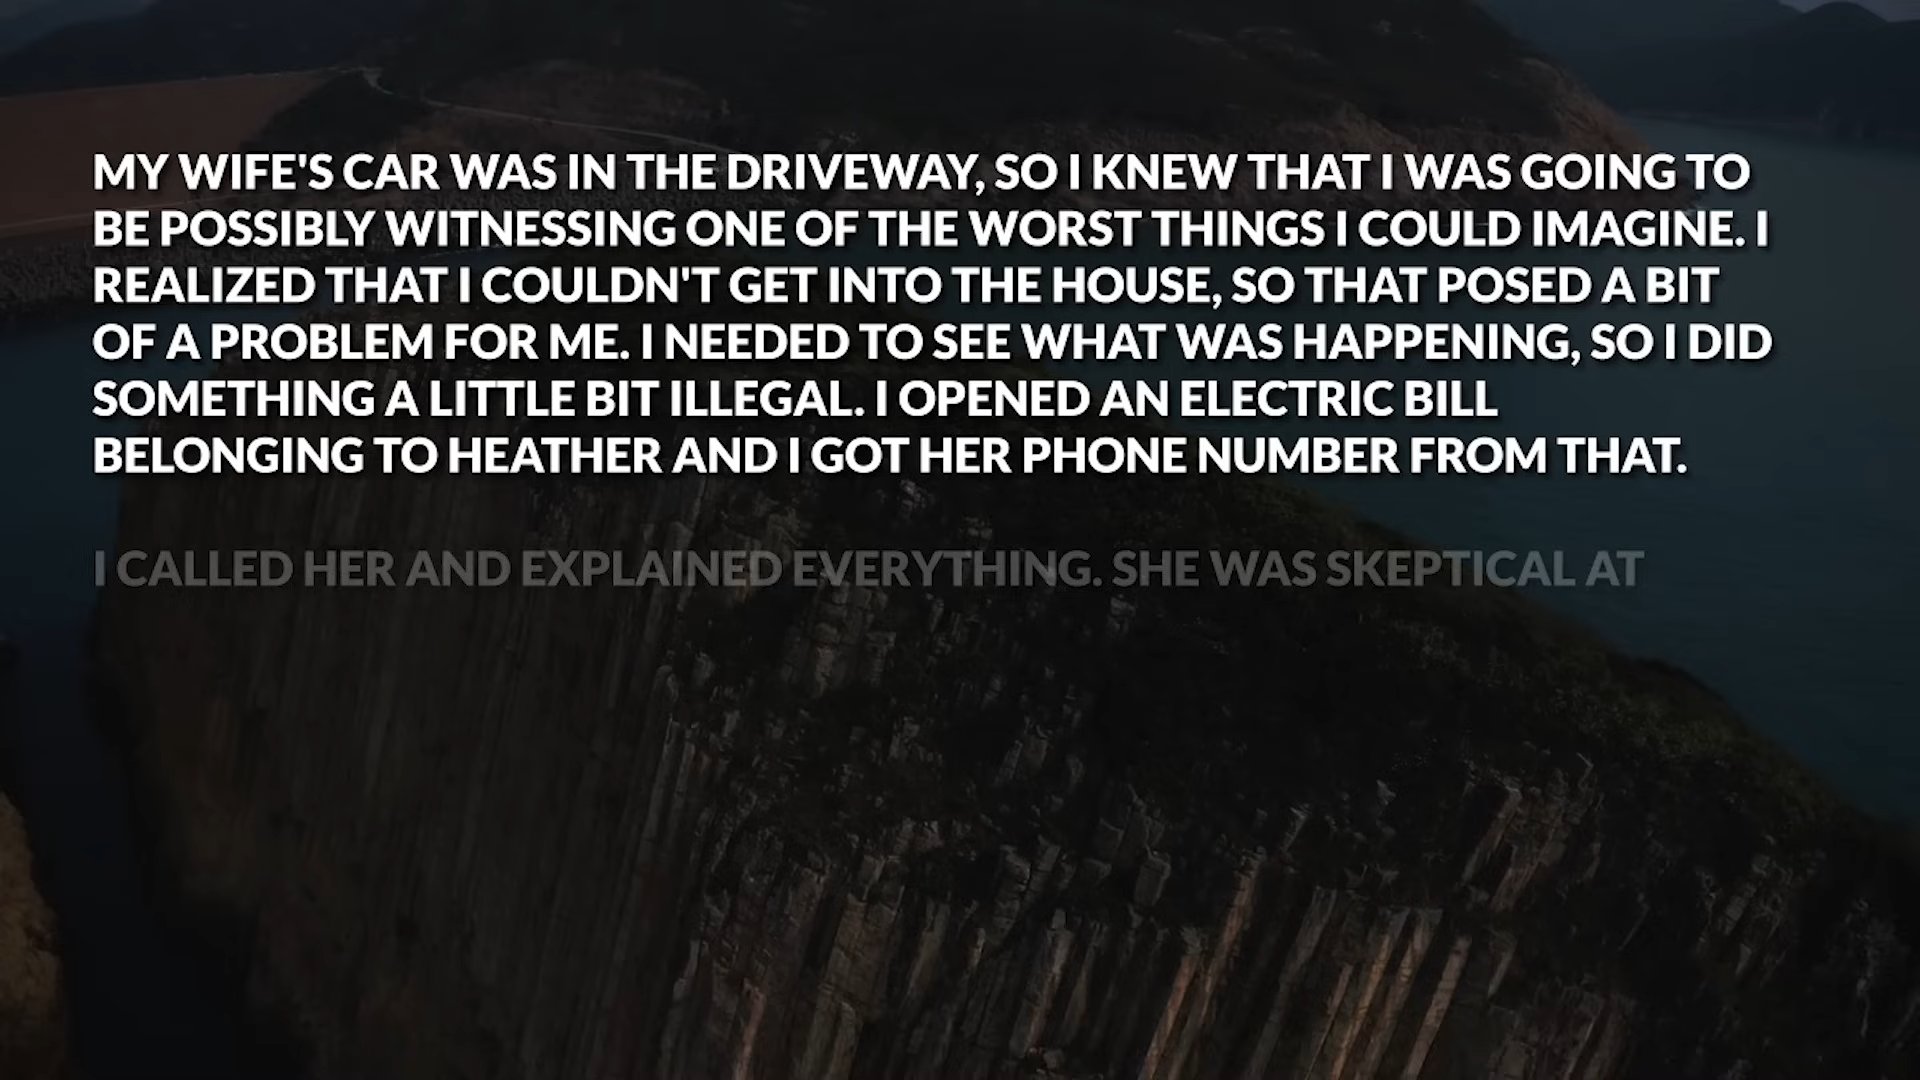 MY WIFE'S CAR WAS IN THE DRIVEWAY, SO I KNEW THAT I WAS GOING TO
BE POSSIBLY WITNESSING ONE OF THE WORST THINGS I COULD IMAGINE. I
REALIZED THAT I COULDN'T GET INTO THE HOUSE, SO THAT POSED A BIT
OF A PROBLEM FOR ME. I NEEDED TO SEE WHAT WAS HAPPENING, SO I DID
SOMETHING A LITTLE BIT ILLEGAL. I OPENED AN ELECTRIC BILL
BELONGING TO HEATHER AND I GOT HER PHONE NUMBER FROM THAT.
I CALLED HER AND EXPLAINED EVERYTHING. SHE WAS SKEPTICAL AT